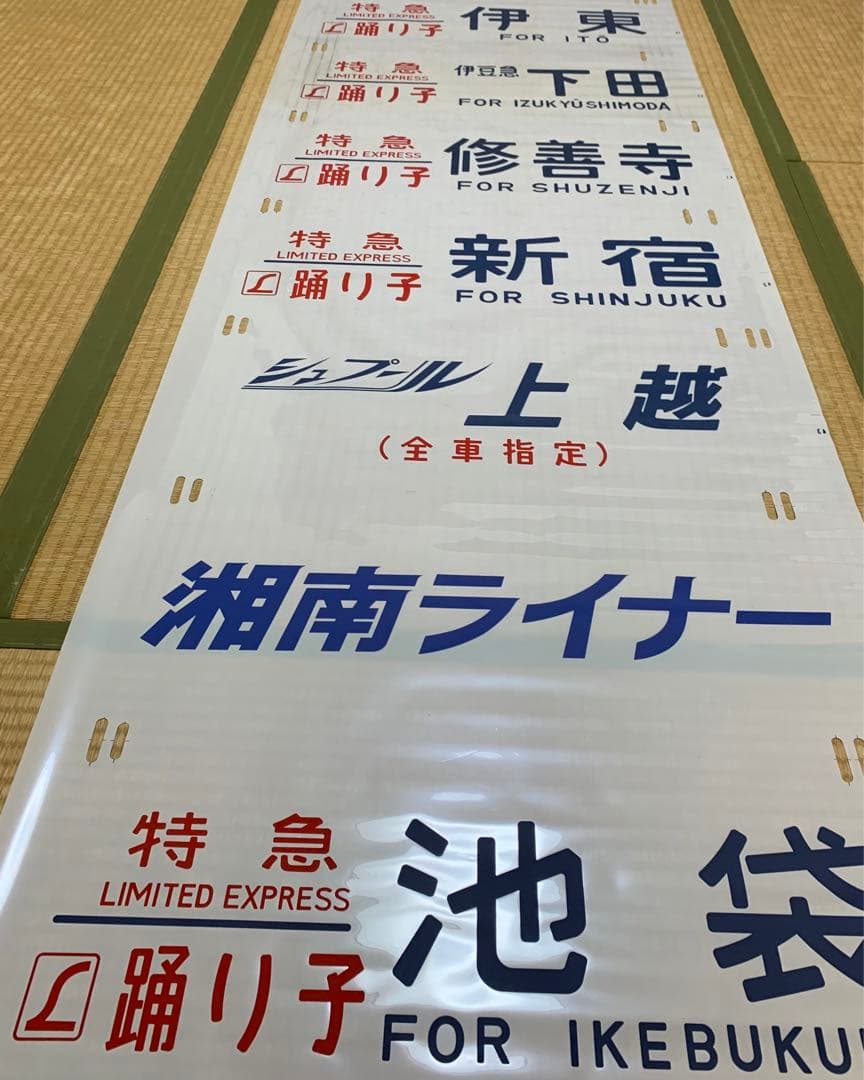 特急 伊東
LIMITED EXPRESS
L 踊り子 FOR ITŌ
特急 伊豆急下田
LIMITED EXPRESS
L 踊り子 FOR IZUKYŪSHIMODA
特急 修善寺
LIMITED EXPRESS
L 踊り子 FOR SHUZENJI
特急 新宿
LIMITED EXPRESS
L 踊り子 FOR SHINJUKU
シュプール上越
(全車指定)
湘南ライナー
特急 池袋
LIMITED EXPRESS
L 踊り子 FOR IKEBUKU